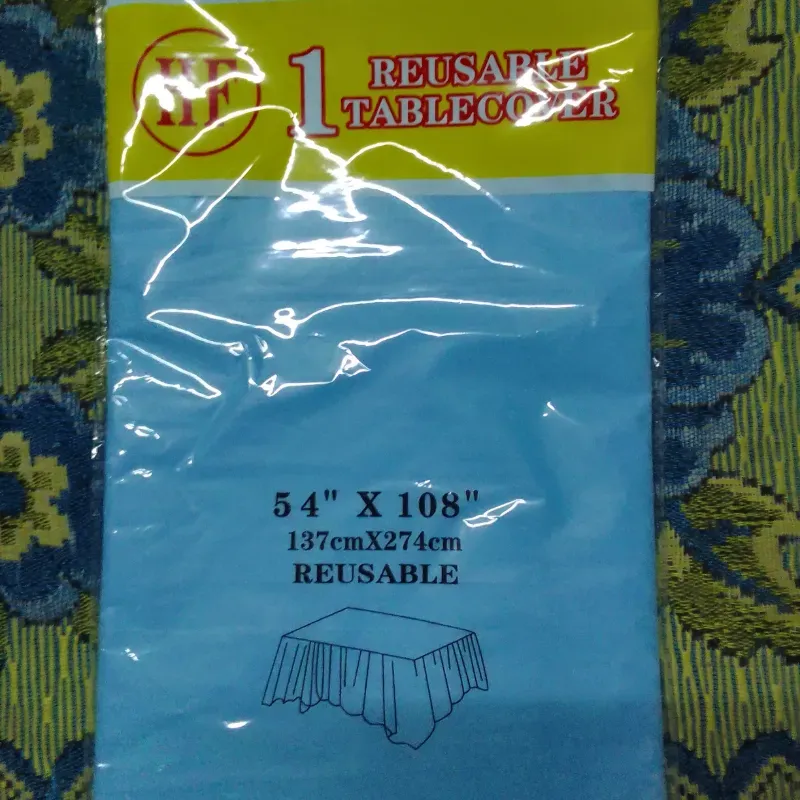 HF
1 REUSABLE
TABLECOVER
54" X 108"
137cmX274cm
REUSABLE